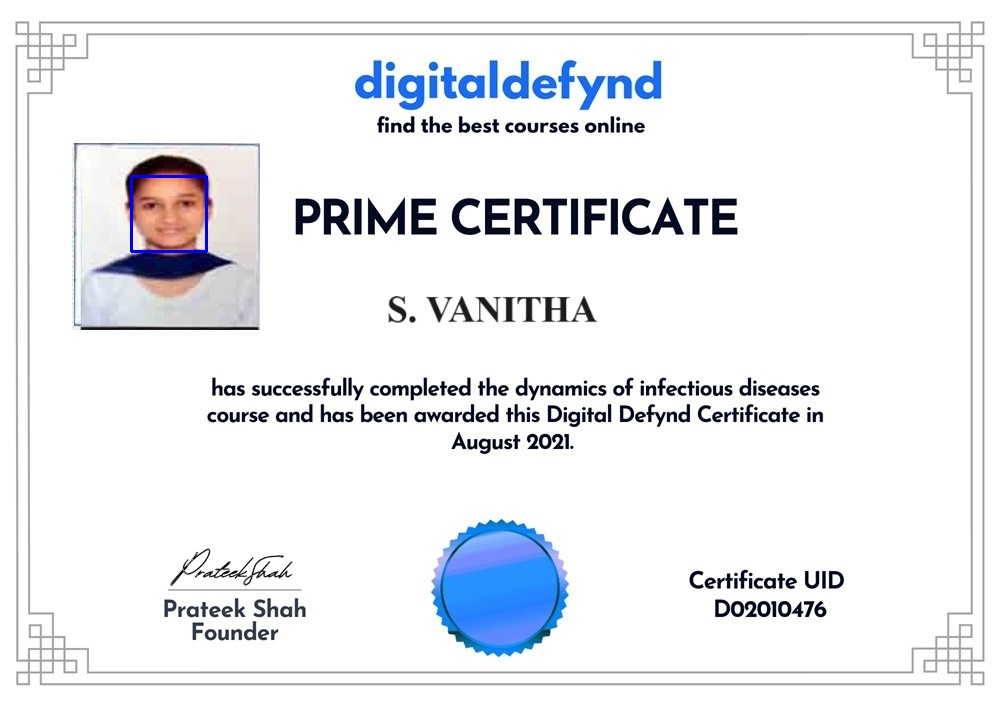 digitaldefynd
find the best courses online
PRIME CERTIFICATE
S. VANITHA
has successfully completed the dynamics of infectious diseases
course and has been awarded this Digital Defynd Certificate in
August 2021.
Prateek Shah
Prateek Shah
Founder
Certificate UID
D02010476